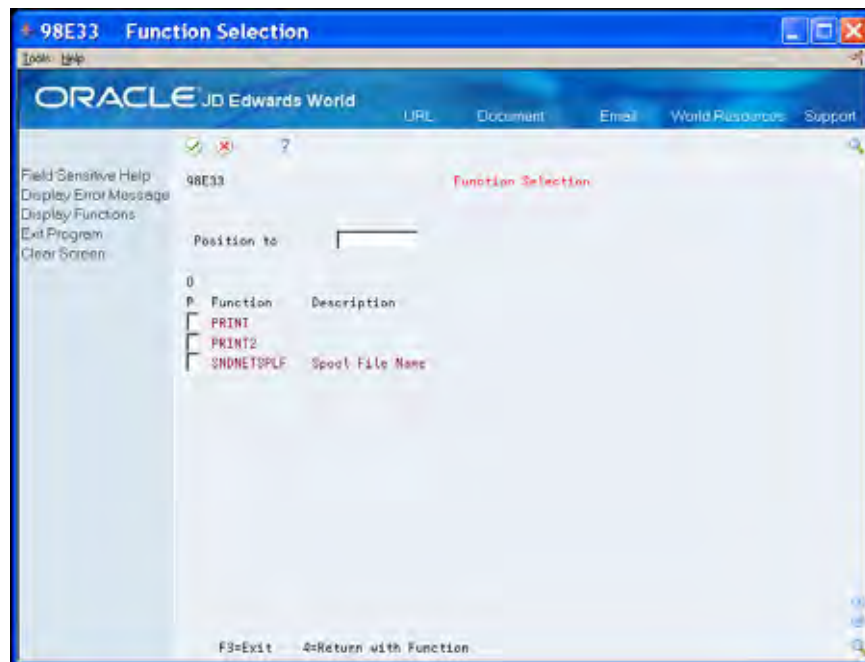 98E33 Function Selection
Tools Help
ORACLE JD Edwards World
URL Document Email World Resources Support
Field Sensitive Help
Display Error Message
Display Functions
Exit Program
Clear Screen
?
98E33 Function Selection
Position to
O
P Function Description
PRINT
PRINT2
SNDNETSPLF Spool File Name
F3=Exit 4=Return with Function